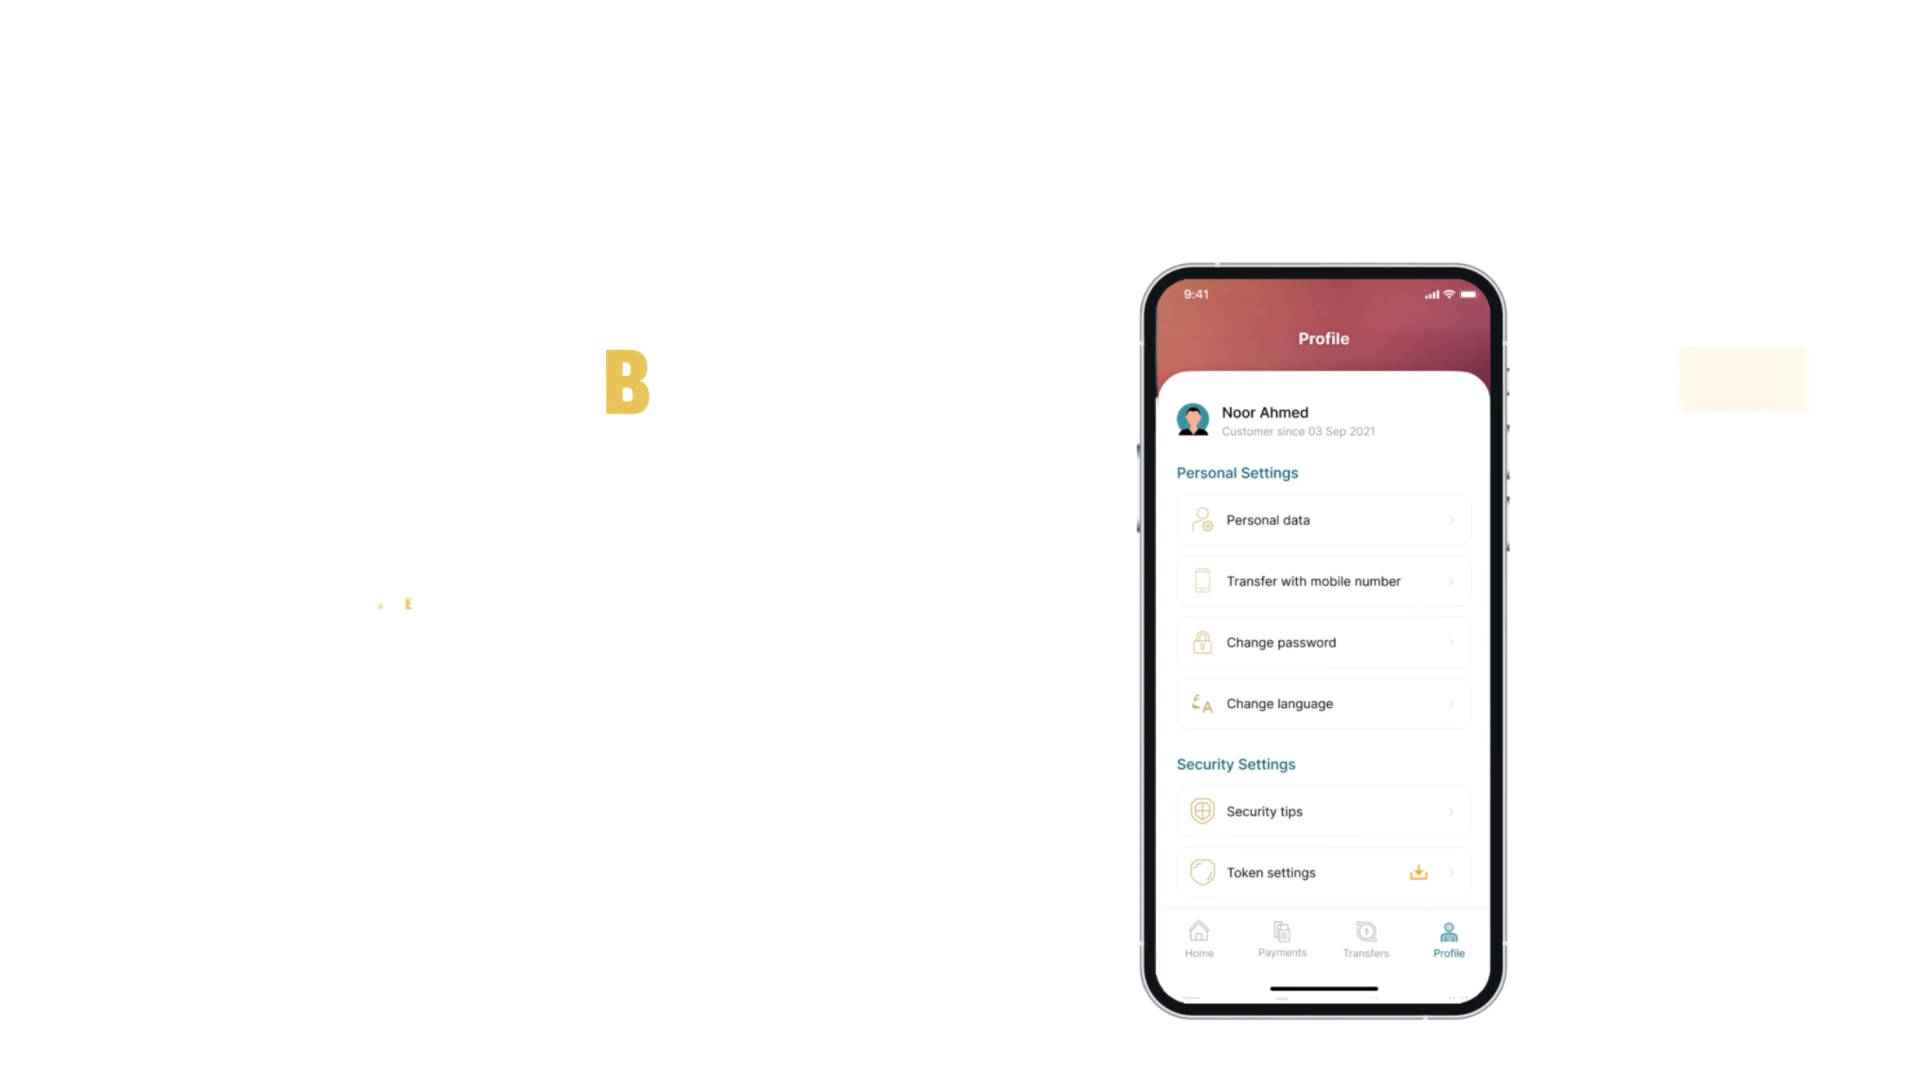 B
9:41
Profile
Noor Ahmed
Customer since 03 Sep 2021
Personal Settings
Personal data
Transfer with mobile number
Change password
ع A
Change language
Security Settings
Security tips
Token settings
Home
Payments
Transfers
Profile